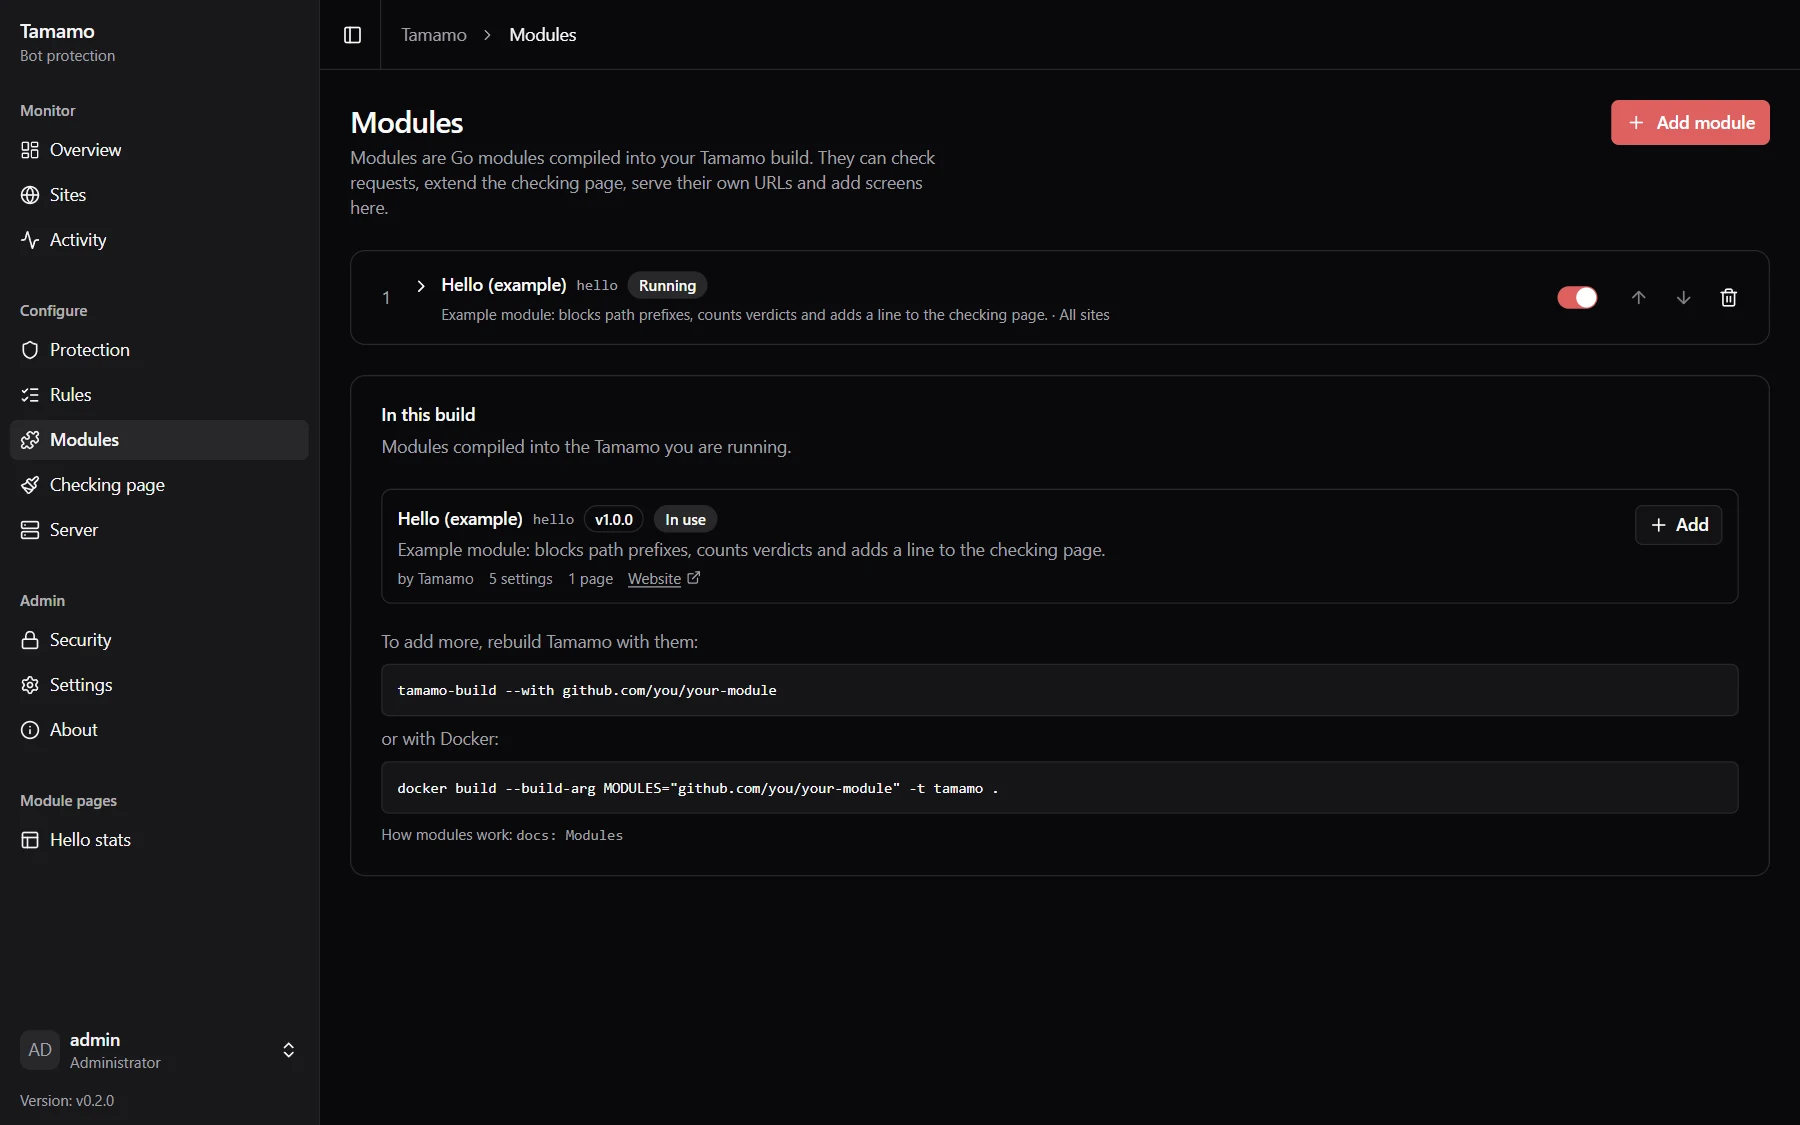 Tamamo
Bot protection
Monitor
Overview
Sites
Activity
Configure
Protection
Rules
Modules
Checking page
Server
Admin
Security
Settings
About
Module pages
Hello stats
AD
admin
Administrator
Version: v0.2.0
Tamamo > Modules
Modules
Modules are Go modules compiled into your Tamamo build. They can check
requests, extend the checking page, serve their own URLs and add screens
here.
+ Add module
1
Hello (example) hello Running
Example module: blocks path prefixes, counts verdicts and adds a line to the checking page. · All sites
In this build
Modules compiled into the Tamamo you are running.
Hello (example) hello v1.0.0 In use
Example module: blocks path prefixes, counts verdicts and adds a line to the checking page.
by Tamamo 5 settings 1 page Website
+ Add
To add more, rebuild Tamamo with them:
tamamo-build --with github.com/you/your-module
or with Docker:
docker build --build-arg MODULES="github.com/you/your-module" -t tamamo .
How modules work: docs: Modules